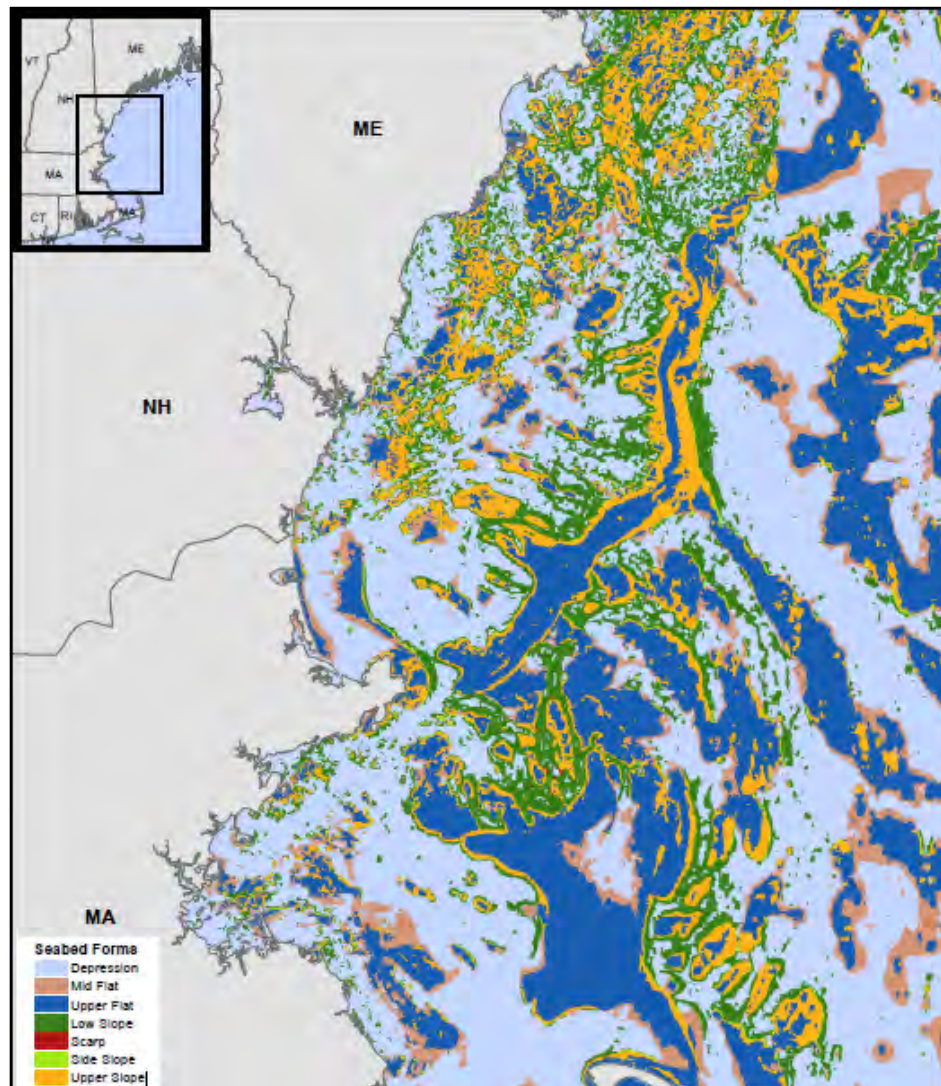 VT
ME
NH
MA
CT
RI
MA
ME
NH
MA
Seabed Forms
Depression
Mid Flat
Upper Flat
Low Slope
Scarp
Side Slope
Upper Slope